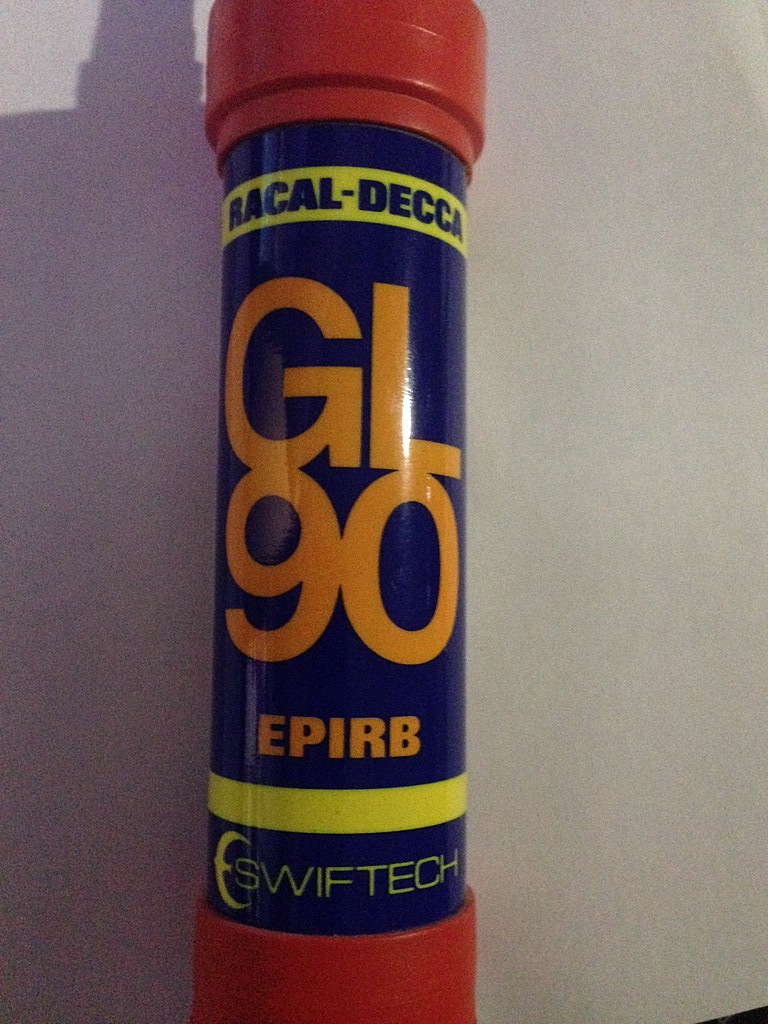 RACAL-DECCA
GL
90
EPIRB
SWIFTECH